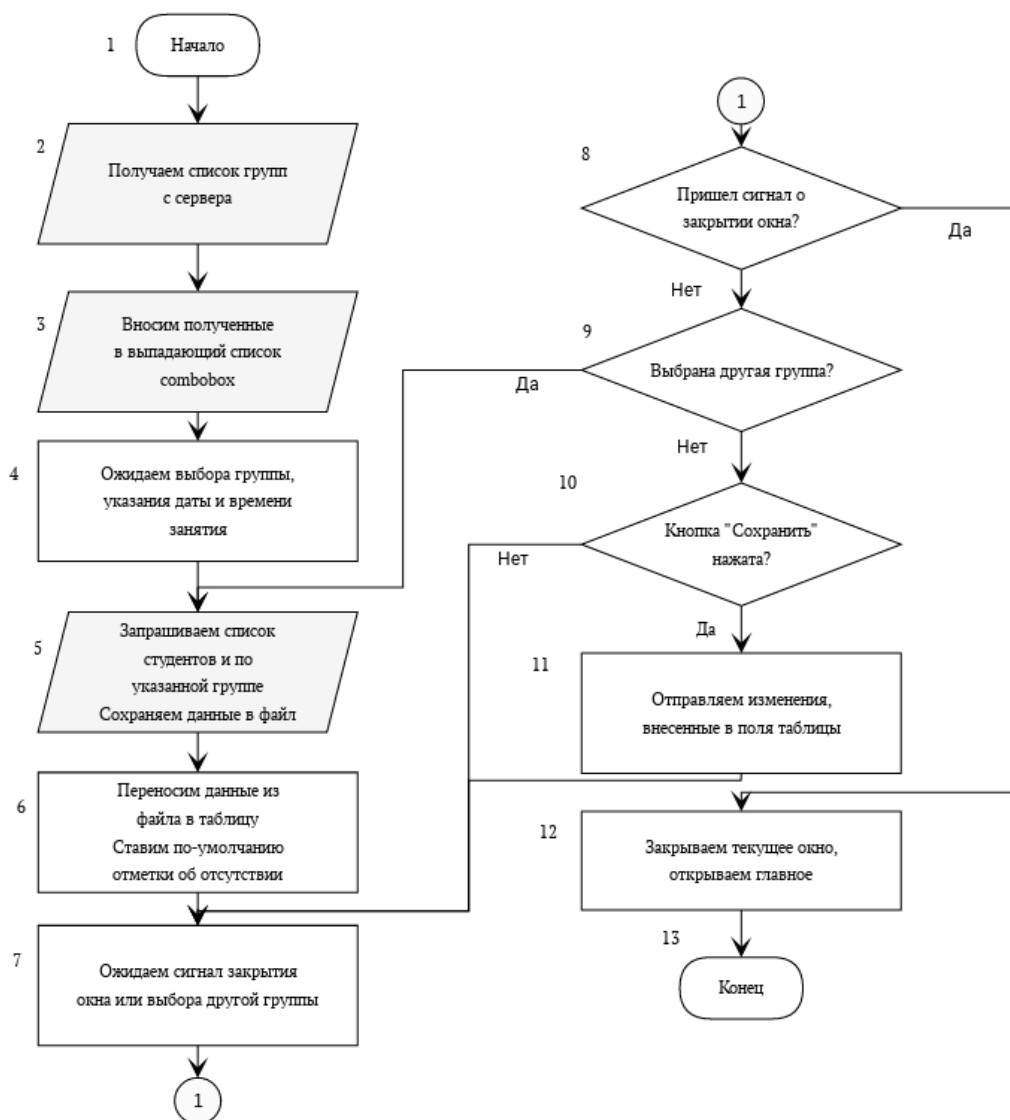 1
Начало
2
Получаем список групп
с сервера
3
Вносим полученные
в выпадающий список
combobox
4
Ожидаем выбора группы,
указания даты и времени
занятия
5
Запрашиваем список
студентов и по
указанной группе
Сохраняем данные в файл
6
Переносим данные из
файла в таблицу
Ставим по-умолчанию
отметки об отсутствии
7
Ожидаем сигнал закрытия
окна или выбора другой группы
1
1
8
Пришел сигнал о
закрытии окна?
Да
Нет
9
Выбрана другая группа?
Да
Нет
10
Кнопка "Сохранить"
нажата?
Нет
Да
11
Отправляем изменения,
внесенные в поля таблицы
12
Закрываем текущее окно,
открываем главное
13
Конец